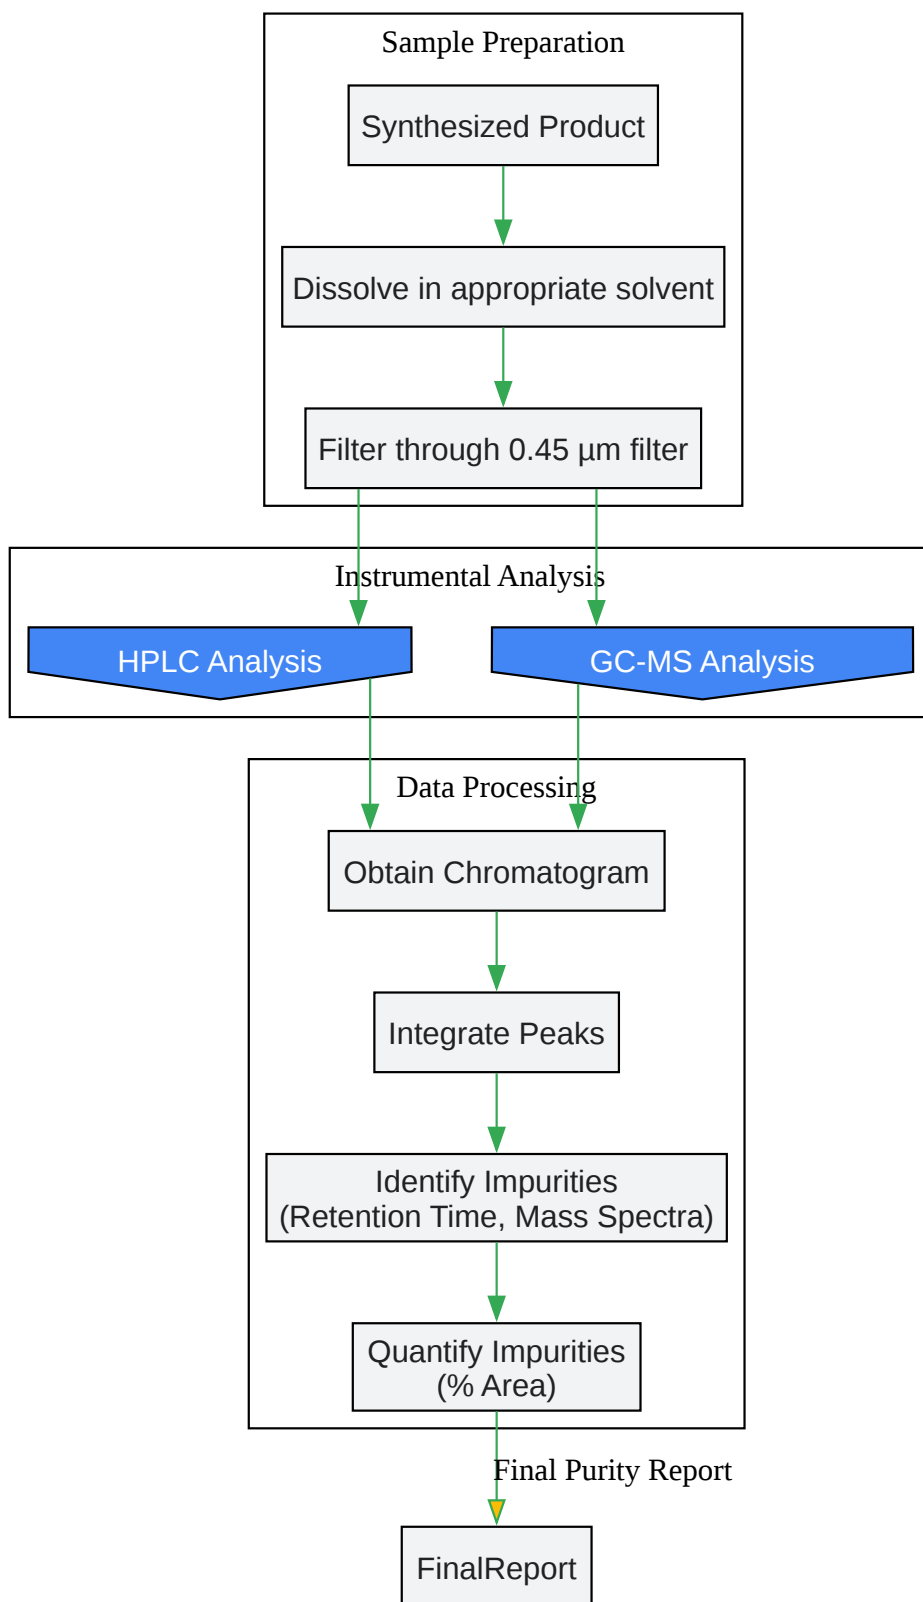 Sample Preparation
Synthesized Product
Dissolve in appropriate solvent
Filter through 0.45 µm filter
Instrumental Analysis
HPLC Analysis
GC-MS Analysis
Data Processing
Obtain Chromatogram
Integrate Peaks
Identify Impurities
(Retention Time, Mass Spectra)
Quantify Impurities
(% Area)
Final Purity Report
FinalReport